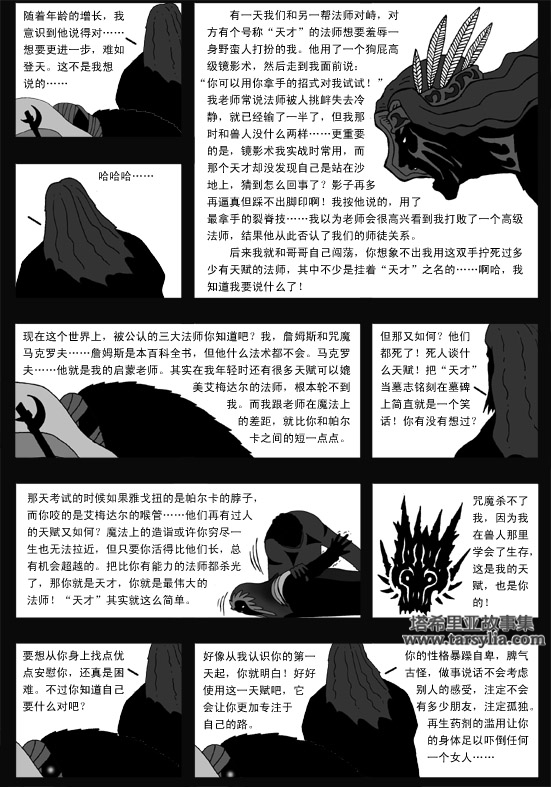 随着年龄的增长，我
意识到他说得对……
想要更进一步，难如
登天。这不是我想
说的……
有一天我们和另一帮法师对峙，对
方有个号称“天才”的法师想要羞辱一
身野蛮人打扮的我。他用了一个狗屁高
级镜影术，然后走到我面前说：
“你可以用你拿手的招式对我试试！”
我老师常说法师被人挑衅失去冷
静，就已经输了一半了，但我那
时和兽人没什么两样……更重要
的是，镜影术我实战时常用，而
那个天才却没发现自己是站在沙
地上，猜到怎么回事了？影子再多
再逼真但踩不出脚印啊！我按他说的，用了
最拿手的裂脊技……我以为老师会很高兴看到我打败了一个高级
法师，结果他从此否认了我们的师徒关系。
后来我就和哥哥自己闯荡，你想象不出我用这双手拧死过多
少有天赋的法师，其中不少是挂着“天才”之名的……啊哈，我
知道我要说什么了！
哈哈哈……
现在这个世界上，被公认的三大法师你知道吧？我，詹姆斯和咒魔
马克罗夫……詹姆斯是本百科全书，但他什么法术都不会。马克罗
夫……他就是我的启蒙老师。其实在我年轻时还有很多天赋可以媲
美艾梅达尔的法师，根本轮不到
我。而我跟老师在魔法上
的差距，就比你和帕尔
卡之间的短一点点。
但那又如何？他们
都死了！死人谈什
么天赋！把“天才”
当墓志铭刻在墓碑
上简直就是一个笑
话！你有没有想过？
那天考试的时候如果雅戈扭的是帕尔卡的脖子，
而你咬的是艾梅达尔的喉管……他们再有过人
的天赋又如何？魔法上的造诣或许你穷尽一
生也无法拉近，但只要你活得比他们长，总
有机会超越的。把比你有能力的法师都杀光
了，那你就是天才，你就是最伟大的
法师！“天才”其实就这么简单。
咒魔杀不了
我，因为我
在兽人那里
学会了生存，
这是我的天
赋，也是你
的！
塔希里亚故事集
www.tarsylia.com
要想从你身上找点优
点安慰你，还真是困
难。不过你知道自己
要什么对吧？
好像从我认识你的第一
天起，你就明白！好好
使用这一天赋吧，它
会让你更加专注于
自己的路。
你的性格暴躁自卑，脾气
古怪，做事说话不会考虑
别人的感受，注定不会
有多少朋友，注定孤独。
再生药剂的滥用让你
的身体足以吓倒任何
一个女人……